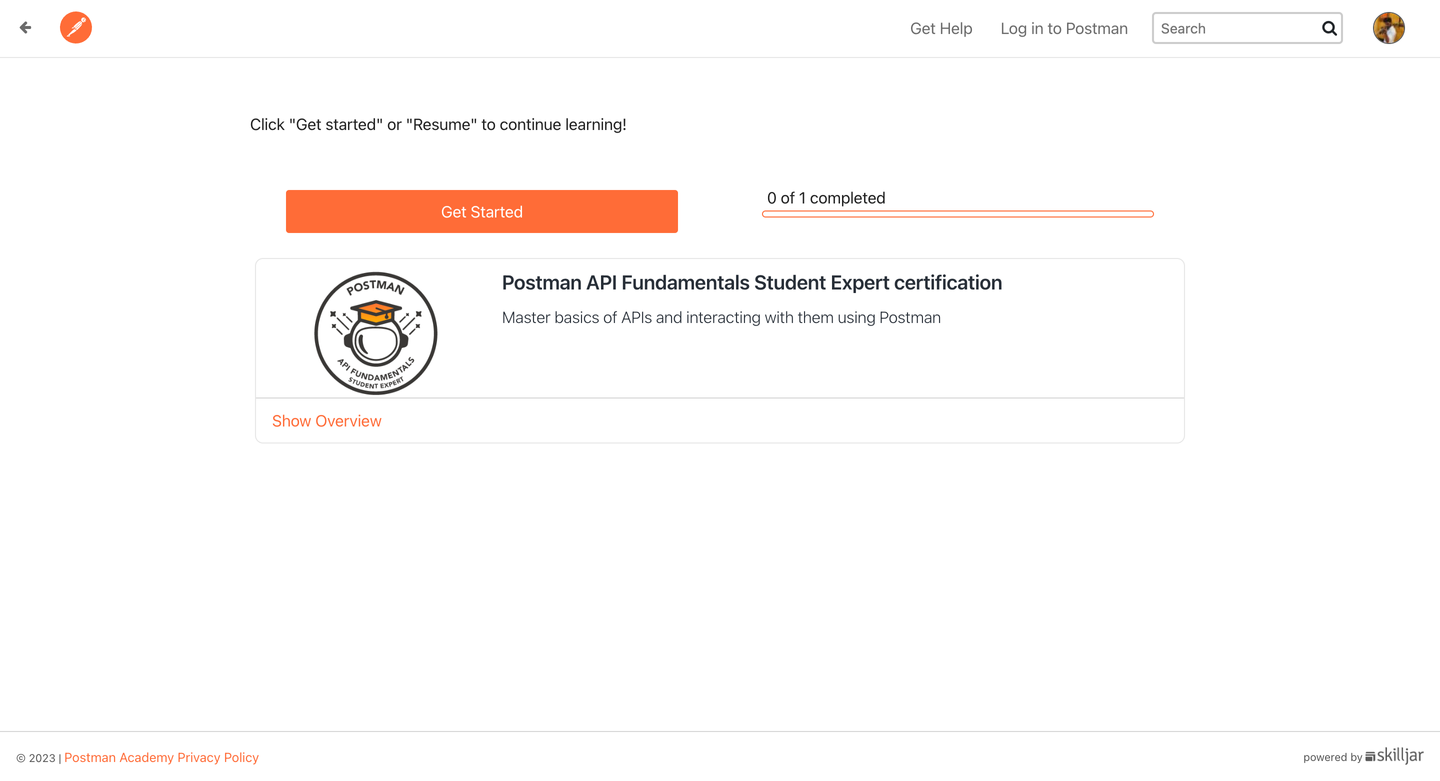 Get Help
Log in to Postman
Search
Click "Get started" or "Resume" to continue learning!
Get Started
0 of 1 completed
POSTMAN
API FUNDAMENTALS
STUDENT EXPERT
Postman API Fundamentals Student Expert certification
Master basics of APIs and interacting with them using Postman
Show Overview
© 2023 | Postman Academy Privacy Policy
powered by skilljar